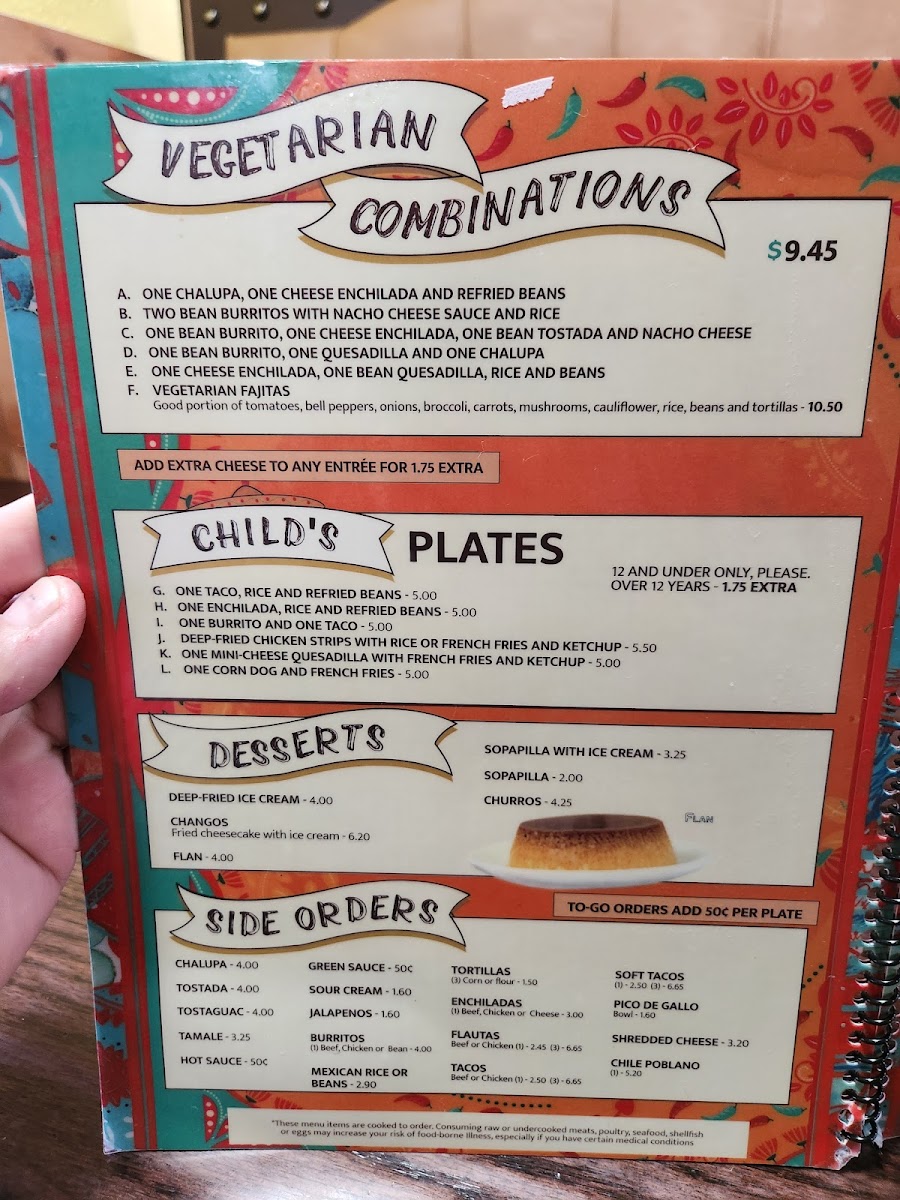 VEGETARIAN
COMBINATIONS
$9.45
A. ONE CHALUPA, ONE CHEESE ENCHILADA AND REFRIED BEANS
B. TWO BEAN BURRITOS WITH NACHO CHEESE SAUCE AND RICE
C. ONE BEAN BURRITO, ONE CHEESE ENCHILADA, ONE BEAN TOSTADA AND NACHO CHEESE
D. ONE BEAN BURRITO, ONE QUESADILLA AND ONE CHALUPA
E. ONE CHEESE ENCHILADA, ONE BEAN QUESADILLA, RICE AND BEANS
F. VEGETARIAN FAJITAS
Good portion of tomatoes, bell peppers, onions, broccoli, carrots, mushrooms, cauliflower, rice, beans and tortillas - 10.50
ADD EXTRA CHEESE TO ANY ENTRÉE FOR 1.75 EXTRA
CHILD'S PLATES
12 AND UNDER ONLY, PLEASE.
OVER 12 YEARS - 1.75 EXTRA
G. ONE TACO, RICE AND REFRIED BEANS - 5.00
H. ONE ENCHILADA, RICE AND REFRIED BEANS - 5.00
I. ONE BURRITO AND ONE TACO - 5.00
J. DEEP-FRIED CHICKEN STRIPS WITH RICE OR FRENCH FRIES AND KETCHUP - 5.50
K. ONE MINI-CHEESE QUESADILLA WITH FRENCH FRIES AND KETCHUP - 5.00
L. ONE CORN DOG AND FRENCH FRIES - 5.00
DESSERTS
DEEP-FRIED ICE CREAM - 4.00
CHANGOS
Fried cheesecake with ice cream - 6.20
FLAN - 4.00
SOPAPILLA WITH ICE CREAM - 3.25
SOPAPILLA - 2.00
CHURROS - 4.25
FLAN
SIDE ORDERS
TO-GO ORDERS ADD 50¢ PER PLATE
CHALUPA - 4.00
TOSTADA - 4.00
TOSTAGUAC - 4.00
TAMALE - 3.25
HOT SAUCE - 50¢
GREEN SAUCE - 50¢
SOUR CREAM - 1.60
JALAPENOS - 1.60
BURRITOS
(1) Beef, Chicken or Bean - 4.00
MEXICAN RICE OR
BEANS - 2.90
TORTILLAS
(3) Corn or flour - 1.50
ENCHILADAS
(1) Beef, Chicken or Cheese - 3.00
FLAUTAS
Beef or Chicken (1) - 2.45 (3) - 6.65
TACOS
Beef or Chicken (1) - 2.50 (3) - 6.65
SOFT TACOS
(1) - 2.50 (3) - 6.65
PICO DE GALLO
Bowl - 1.60
SHREDDED CHEESE - 3.20
CHILE POBLANO
(1) - 5.20
*These menu items are cooked to order. Consuming raw or undercooked meats, poultry, seafood, shellfish
or eggs may increase your risk of food-borne illness, especially if you have certain medical conditions